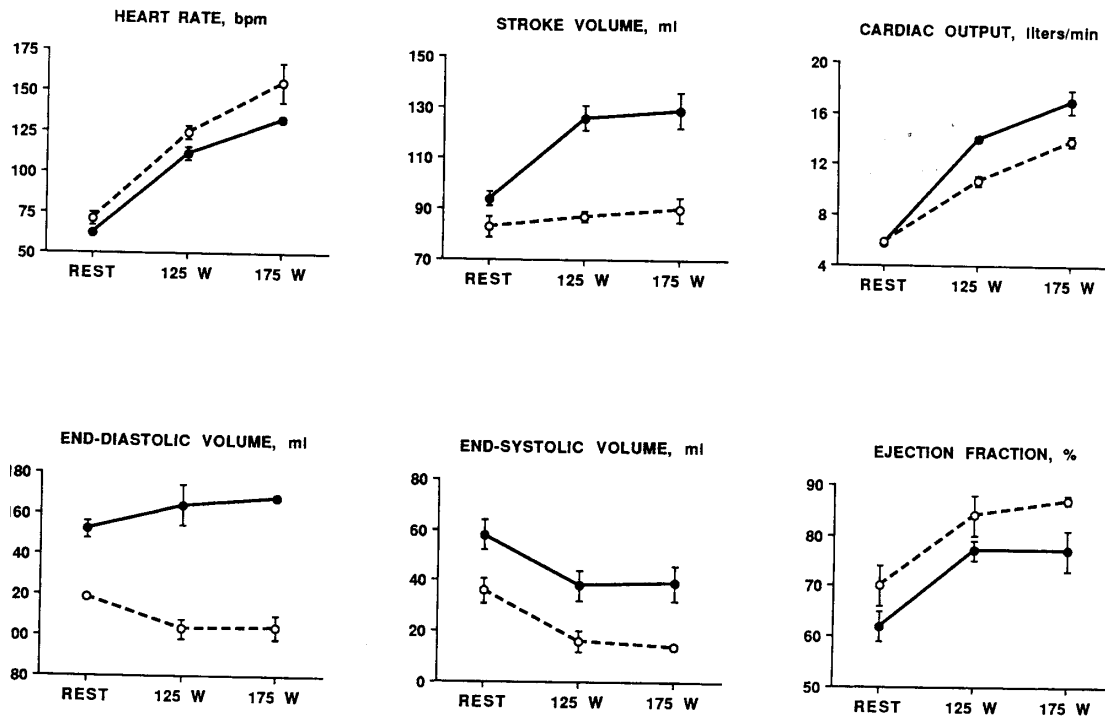 HEART RATE, bpm
175
150
125
100
75
50
REST 125 W 175 W
STROKE VOLUME, ml
150
130
110
90
70
REST 125 W 175 W
CARDIAC OUTPUT, liters/min
20
16
12
8
4
REST 125 W 175 W
END-DIASTOLIC VOLUME, ml
180
160
140
20
00
80
REST 125 W 175 W
END-SYSTOLIC VOLUME, ml
80
60
40
20
0
REST 125 W 175 W
EJECTION FRACTION, %
90
80
70
60
50
REST 125 W 175 W